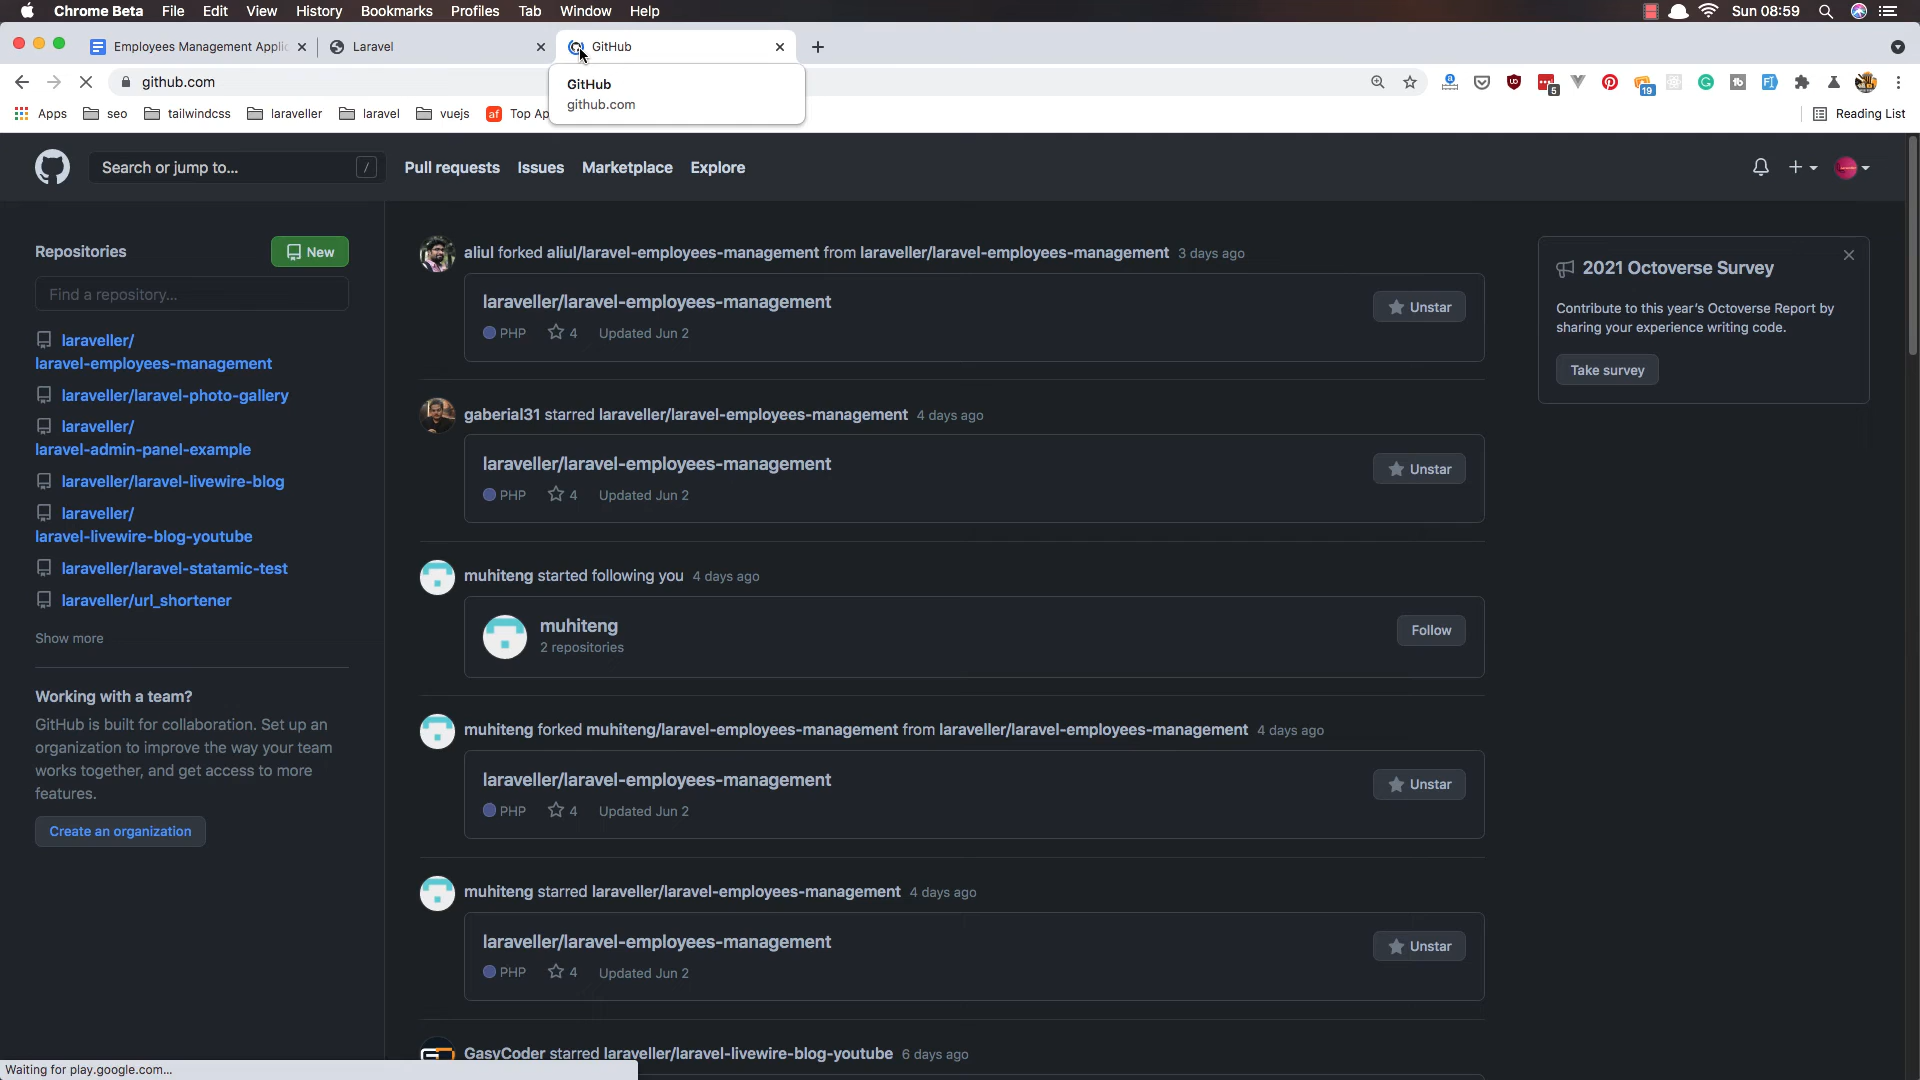 Chrome Beta File Edit View History Bookmarks Profiles Tab Window Help
Sun 08:59
Employees Management Applic
Laravel
GitHub
github.com
5
19
GitHub
github.com
Apps
seo
tailwindcss
laraveller
laravel
vuejs
af Top Ap
Reading List
Search or jump to... /
Pull requests Issues Marketplace Explore
Repositories
New
Find a repository...
laraveller/
laravel-employees-management
laraveller/laravel-photo-gallery
laraveller/
laravel-admin-panel-example
laraveller/laravel-livewire-blog
laraveller/
laravel-livewire-blog-youtube
laraveller/laravel-statamic-test
laraveller/url_shortener
Show more
Working with a team?
GitHub is built for collaboration. Set up an
organization to improve the way your team
works together, and get access to more
features.
Create an organization
aliul forked aliul/laravel-employees-management from laraveller/laravel-employees-management 3 days ago
laraveller/laravel-employees-management
Unstar
PHP 4 Updated Jun 2
gaberial31 starred laraveller/laravel-employees-management 4 days ago
laraveller/laravel-employees-management
Unstar
PHP 4 Updated Jun 2
muhiteng started following you 4 days ago
muhiteng
2 repositories
Follow
muhiteng forked muhiteng/laravel-employees-management from laraveller/laravel-employees-management 4 days ago
laraveller/laravel-employees-management
Unstar
PHP 4 Updated Jun 2
muhiteng starred laraveller/laravel-employees-management 4 days ago
laraveller/laravel-employees-management
Unstar
PHP 4 Updated Jun 2
GasyCoder starred laraveller/laravel-livewire-blog-youtube 6 days ago
2021 Octoverse Survey
Contribute to this year's Octoverse Report by
sharing your experience writing code.
Take survey
Waiting for play.google.com...